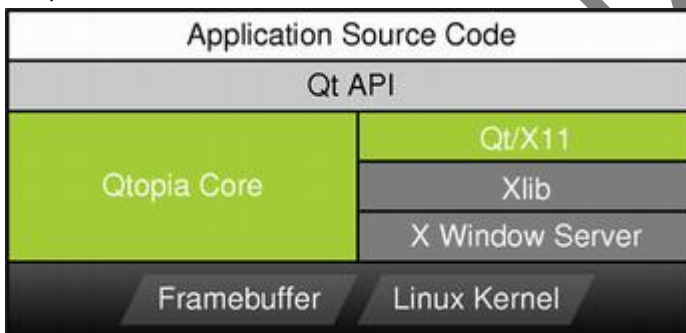 Application Source Code
Qt API
Qtopia Core
Qt/X11
Xlib
X Window Server
Framebuffer
Linux Kernel